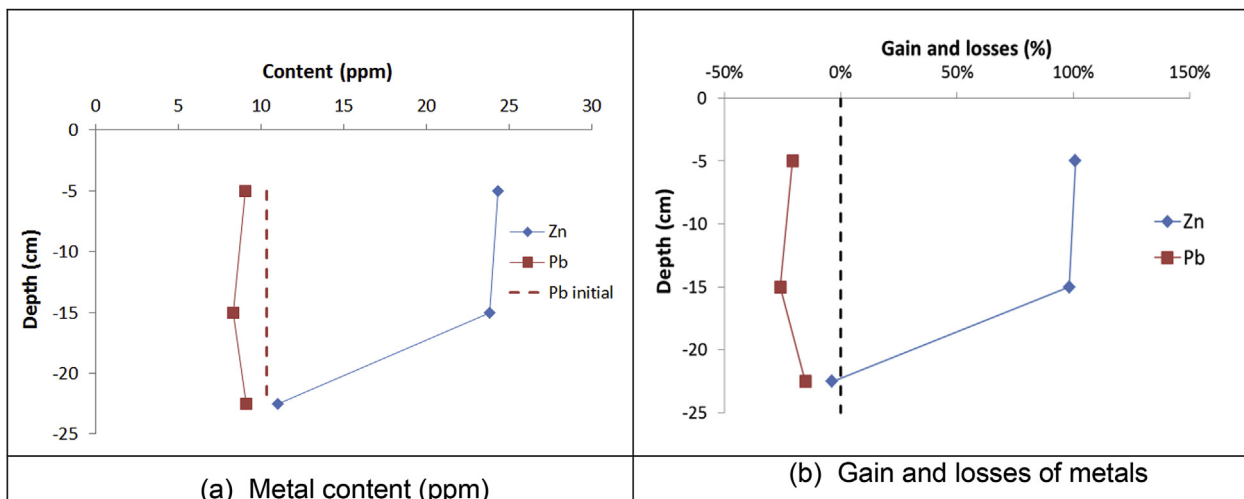 Content (ppm)
0 5 10 15 20 25 30
0
-5
-10
-15
-20
-25
Depth (cm)
Zn
Pb
Pb initial
(a) Metal content (ppm)
Gain and losses (%)
-50% 0% 50% 100% 150%
0
-5
-10
-15
-20
-25
Depth (cm)
Zn
Pb
(b) Gain and losses of metals